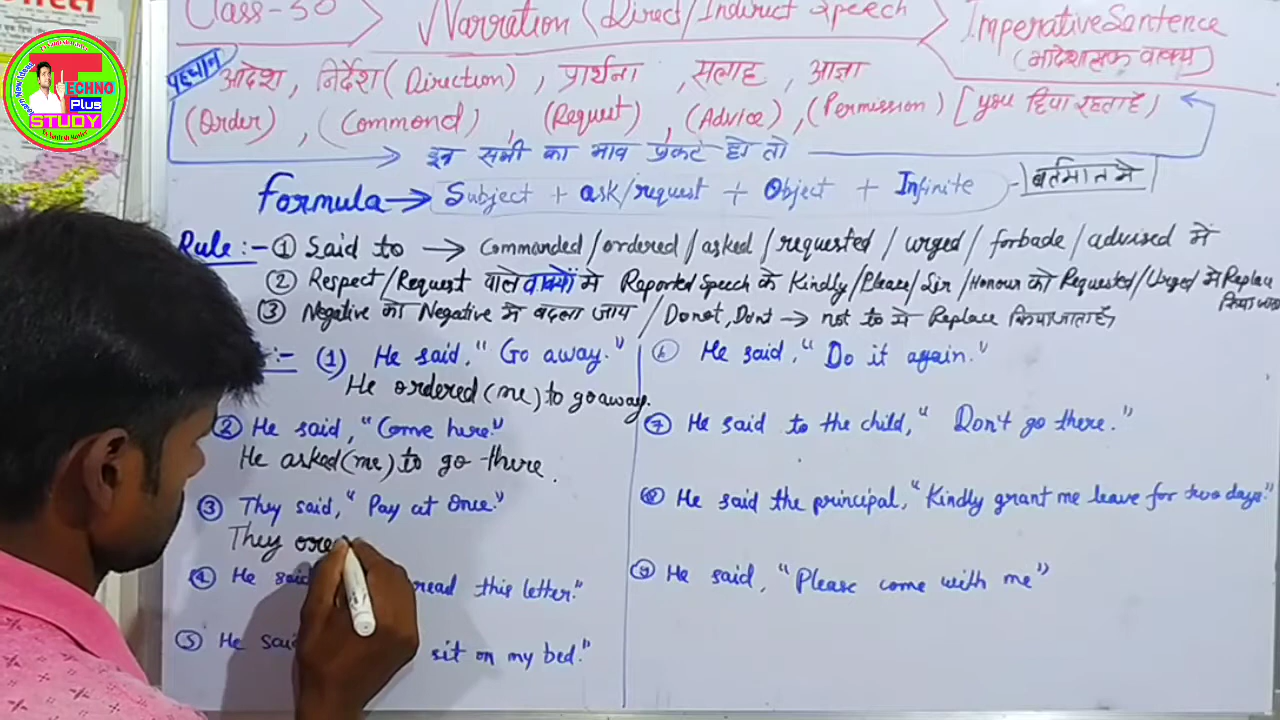 Class-30 Narration (Direct/Indirect Speech Imperative Sentence
(आदेशात्मक वाक्य)
पहचान आदेश, निर्देश (Direction), प्रार्थना, सलाह, आज्ञा
(Order), (Commond) (Request), (Advice), (Permission) [you छिपा रहता है)
इन सभी का भाव प्रकट हो तो
Formula → Subject + ask/request + Object + Infinite - वर्तमान मे
Rule:- ① Said to → Commanded/ordered/asked/requested/urged/forbade/advised में
② Respect/Request वाले वाक्यों मे Reported Speech के Kindly/Please/Sir/Honour को Requested/Urged में Replace
किया जाता
③ Negative को Negative मे बदला जाय / Do not, Dont → not to मे Replace किया जाता है।
:- (1) He said, "Go away."
He ordered (me) to go away.
② He said, "Come here."
He asked (me) to go there.
③ They said, "Pay at once."
They ore
④ He said read this letter."
⑤ He said sit on my bed."
He said, "Do it again."
⑦ He said to the child, "Don't go there."
⑧ He said the principal, "Kindly grant me leave for two days."
⑨ He said, "Please come with me"
TECHNO
Plus
STUDY